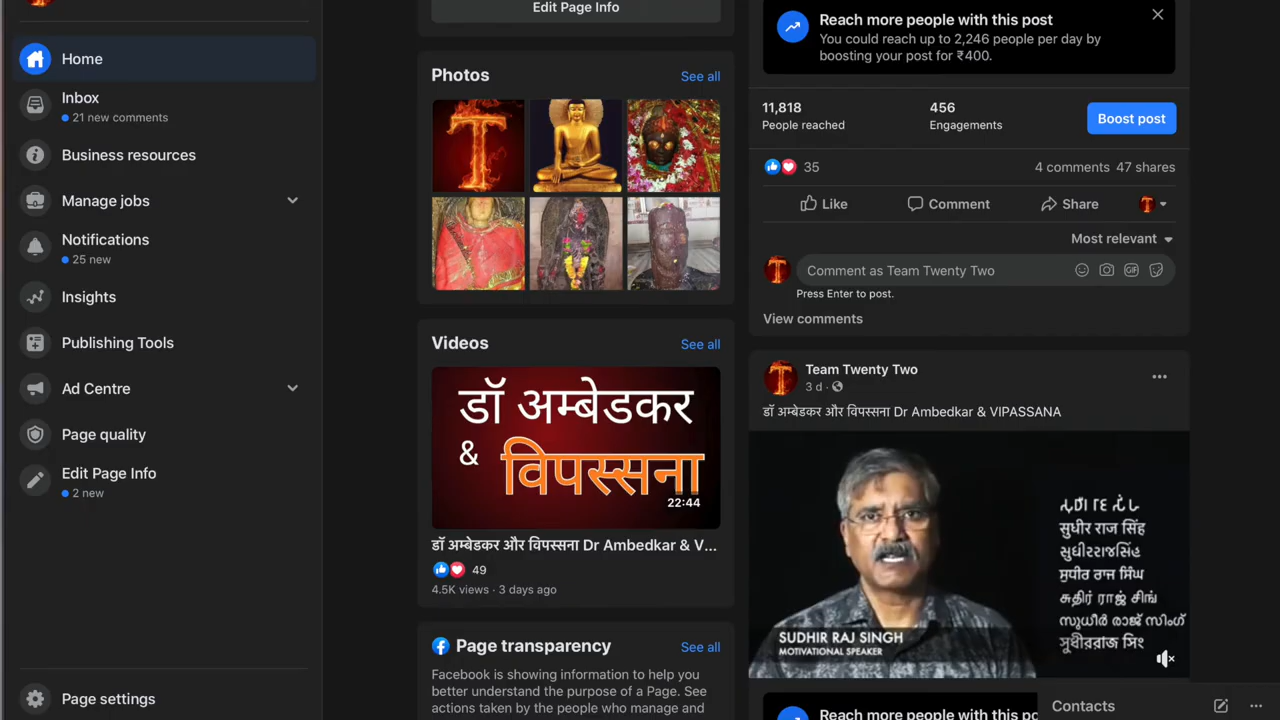 Home
Inbox
21 new comments
Business resources
Manage jobs
Notifications
25 new
Insights
Publishing Tools
Ad Centre
Page quality
Edit Page Info
2 new
Page settings
Edit Page Info
Photos
See all
Videos
See all
डॉ अम्बेडकर
&
विपस्सना
22:44
डॉ अम्बेडकर और विपस्सना Dr Ambedkar & V...
49
4.5K views · 3 days ago
Page transparency
See all
Facebook is showing information to help you
better understand the purpose of a Page. See
actions taken by the people who manage and
Reach more people with this post
You could reach up to 2,246 people per day by
boosting your post for ₹400.
11,818
People reached
456
Engagements
Boost post
35
4 comments 47 shares
Like
Comment
Share
Most relevant
Comment as Team Twenty Two
GIF
Press Enter to post.
View comments
Team Twenty Two
3 d ·
डॉ अम्बेडकर और विपस्सना Dr Ambedkar & VIPASSANA
सुधीर राज सिंह
SUDHIR RAJ SINGH
MOTIVATIONAL SPEAKER
Reach more people with this po
Contacts